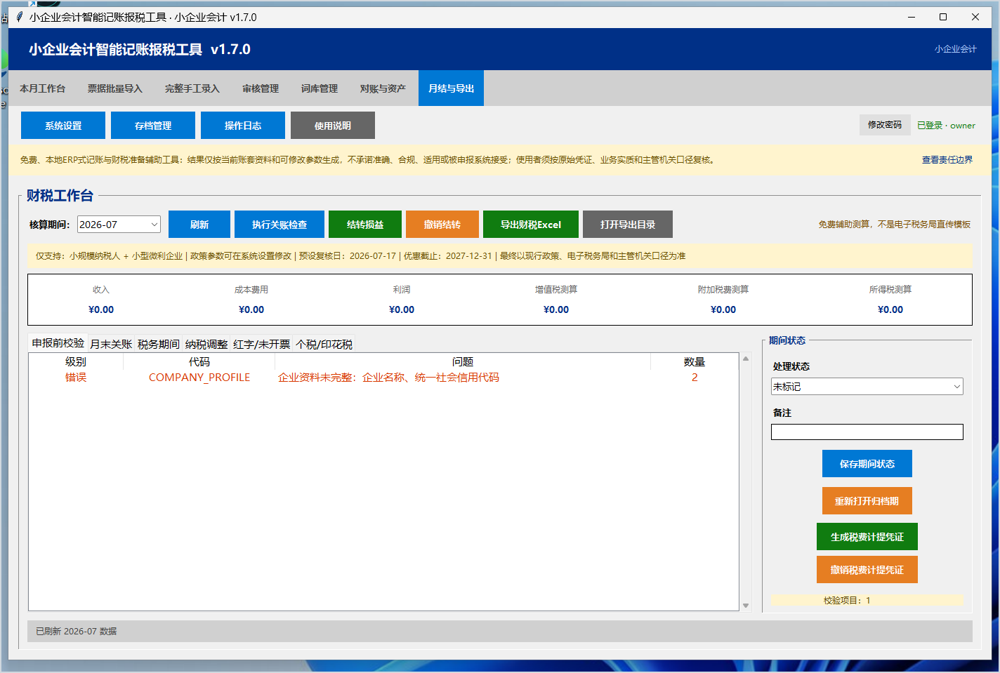 小企业会计智能记账报税工具 · 小企业会计 v1.7.0
小企业会计智能记账报税工具 v1.7.0
小企业会计
本月工作台 票据批量导入 完整手工录入 审核管理 词库管理 对账与资产 月结与导出
系统设置 存档管理 操作日志 使用说明 修改密码 已登录 · owner
免费、本地ERP式记账与财税准备辅助工具：结果仅按当前账套资料和可修改参数生成，不承诺准确、合规、适用或被申报系统接受；使用者须按原始凭证、业务实质和主管机关口径复核。 查看责任边界
财税工作台
核算期间： 2026-07 刷新 执行关账检查 结转损益 撤销结转 导出财税Excel 打开导出目录 免费辅助测算，不是电子税务局直传模板
仅支持：小规模纳税人 + 小型微利企业 | 政策参数可在系统设置修改 | 预设复核日：2026-07-17 | 优惠截止：2027-12-31 | 最终以现行政策、电子税务局和主管机关口径为准
收入 成本费用 利润 增值税测算 附加税费测算 所得税测算
¥0.00 ¥0.00 ¥0.00 ¥0.00 ¥0.00 ¥0.00
申报前校验 月末关账 税务期间 纳税调整 红字/未开票 个税/印花税
级别 代码 问题 数量
错误 COMPANY_PROFILE 企业资料未完整：企业名称、统一社会信用代码 2
期间状态
处理状态
未标记
备注
保存期间状态
重新打开归档期
生成税费计提凭证
撤销税费计提凭证
校验项目：1
已刷新 2026-07 数据